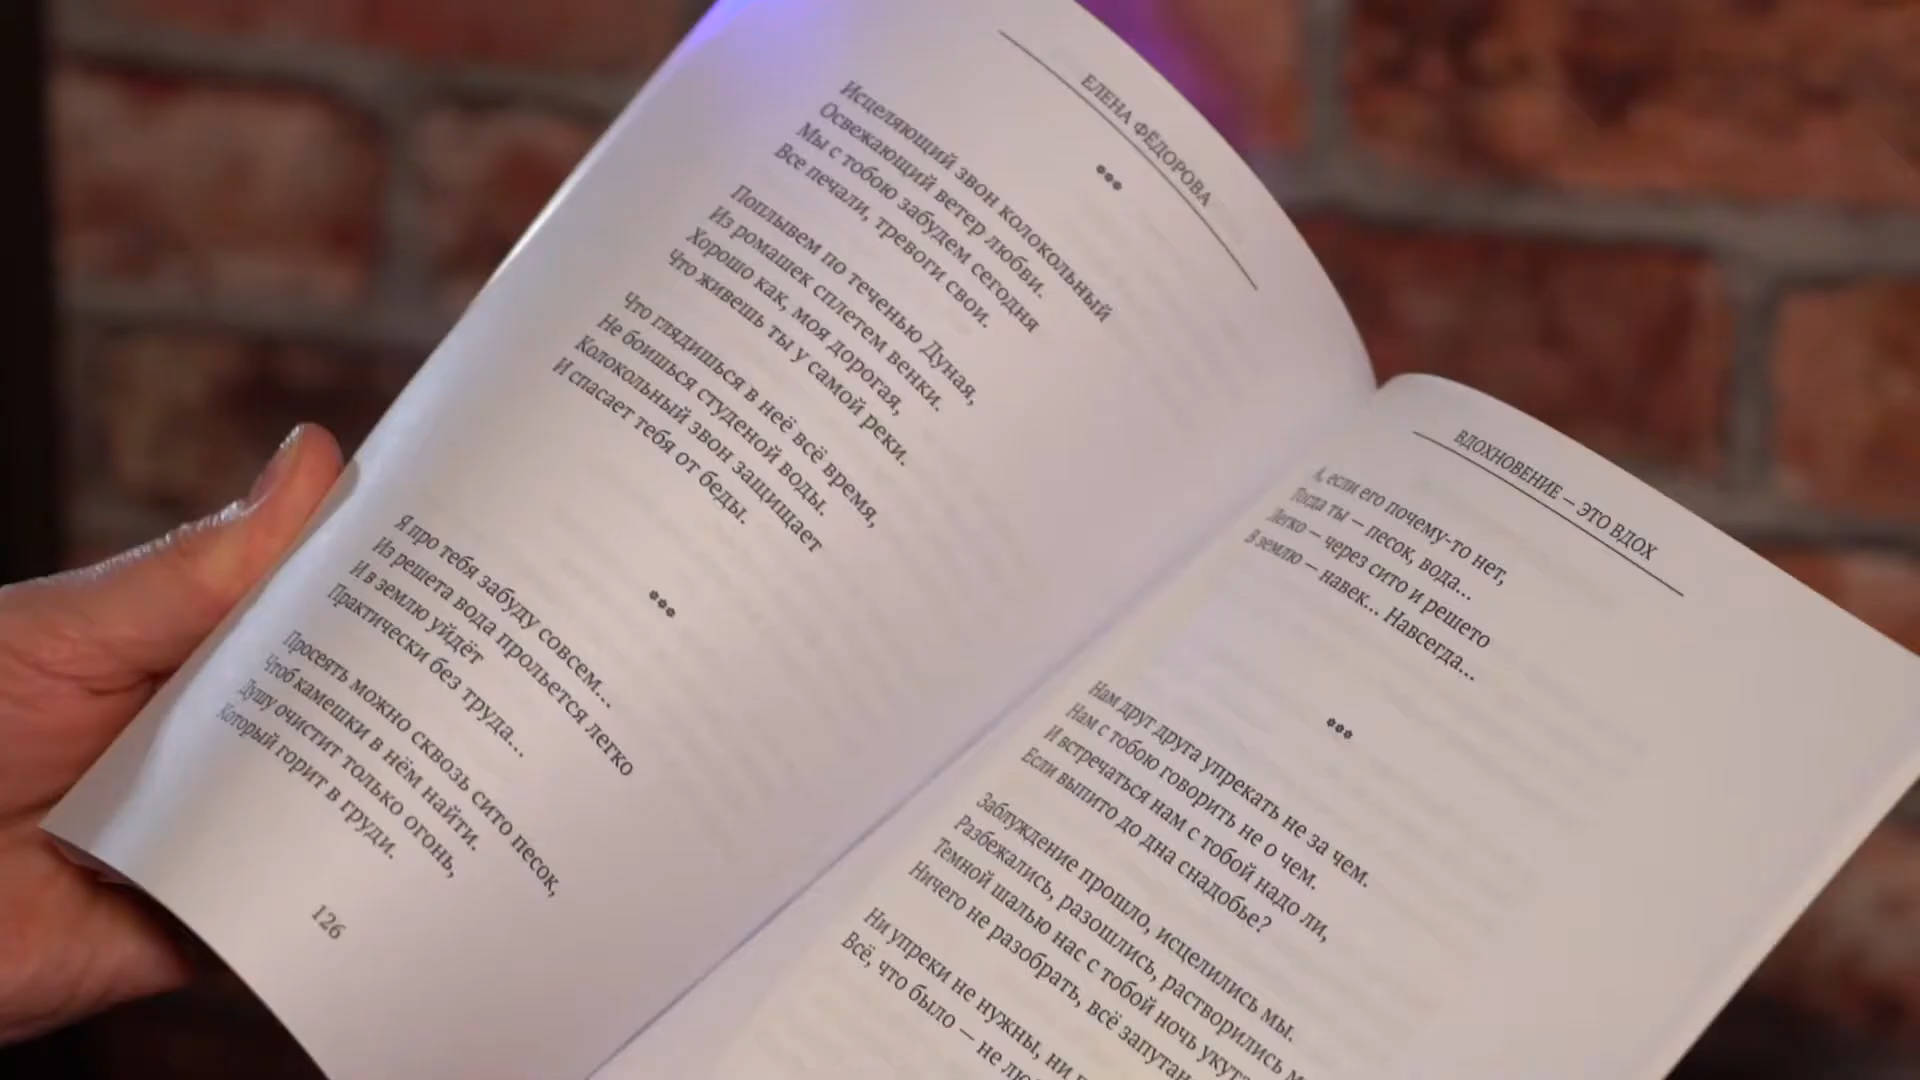 ЕЛЕНА ФЁДОРОВА
***
Исцеляющий звон колокольный
Освежающий ветер любви.
Мы с тобою забудем сегодня
Все печали, тревоги свои.
Поплывем по теченью Дуная,
Из ромашек сплетем венки.
Хорошо как, моя дорогая,
Что живешь ты у самой реки.
Что глядишься в неё всё время,
Не боишься студеной воды.
Колокольный звон защищает
И спасает тебя от беды.
***
Я про тебя забуду совсем...
Из решета вода прольется легко
И в землю уйдёт
Практически без труда...
Просеять можно сквозь сито песок,
Чтоб камешки в нём найти.
Душу очистит только огонь,
Который горит в груди.
126
ВДОХНОВЕНИЕ — ЭТО ВДОХ
А, если его почему-то нет,
Тогда ты — песок, вода...
Легко — через сито и решето
В землю — навек... Навсегда...
***
Нам друг друга упрекать не за чем.
Нам с тобою говорить не о чем.
И встречаться нам с тобой надо ли,
Если выпито до дна снадобье?
Заблуждение прошло, исцелились мы.
Разбежались, разошлись, растворились
Темной шалью нас с тобой ночь
Ничего не разобрать, всё
Ни упреки не нужны, ни
Всё, что было — не